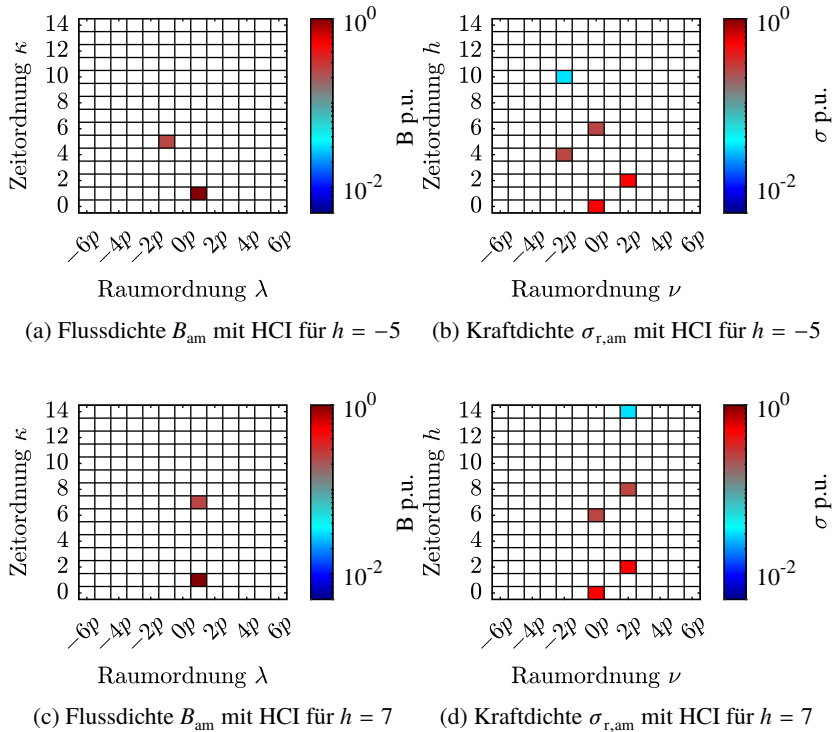 14
12
10
8
6
4
2
0
Zeitordnung κ
−6p −4p −2p 0p 2p 4p 6p
Raumordnung λ
10^0
10^-2
B p.u.
(a) Flussdichte B_am mit HCI für h = −5
14
12
10
8
6
4
2
0
Zeitordnung h
−6p −4p −2p 0p 2p 4p 6p
Raumordnung ν
10^0
10^-2
σ p.u.
(b) Kraftdichte σ_r,am mit HCI für h = −5
14
12
10
8
6
4
2
0
Zeitordnung κ
−6p −4p −2p 0p 2p 4p 6p
Raumordnung λ
10^0
10^-2
B p.u.
(c) Flussdichte B_am mit HCI für h = 7
14
12
10
8
6
4
2
0
Zeitordnung h
−6p −4p −2p 0p 2p 4p 6p
Raumordnung ν
10^0
10^-2
σ p.u.
(d) Kraftdichte σ_r,am mit HCI für h = 7